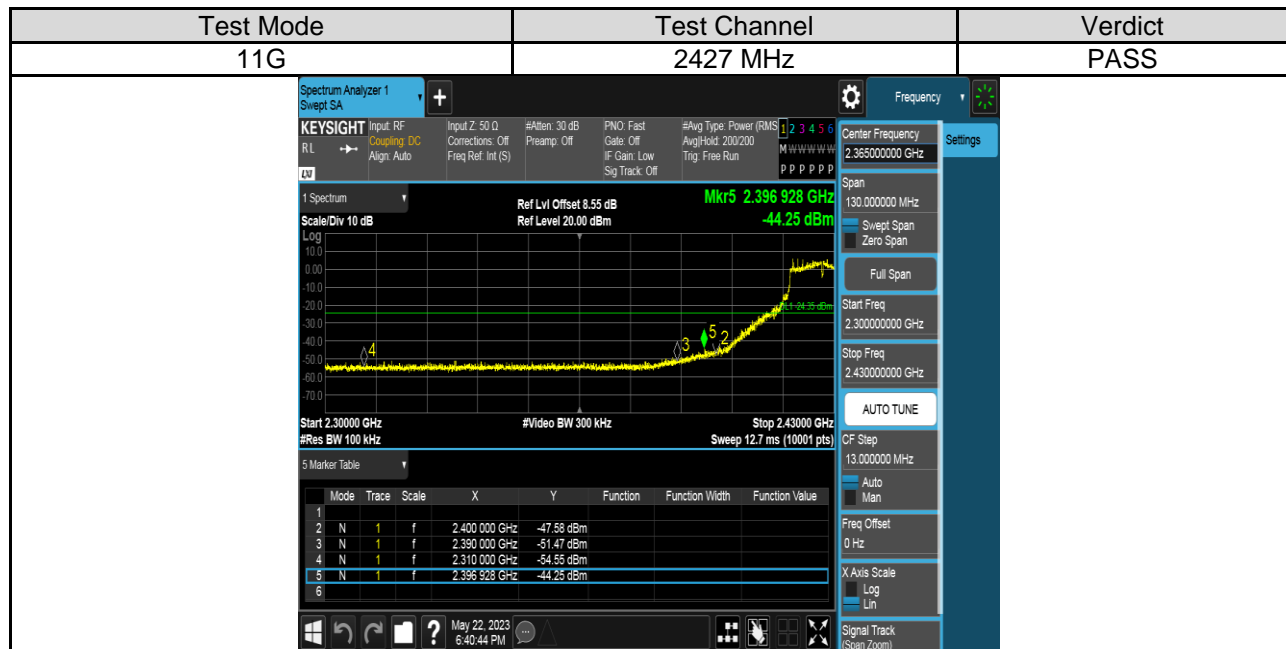 Test Mode Test Channel Verdict
11G 2427 MHz PASS
Spectrum Analyzer 1
Swept SA
+
Frequency
KEYSIGHT
RL
LXI
Input: RF
Coupling: DC
Align: Auto
Input Z: 50 Ω
Corrections: Off
Freq Ref: Int (S)
#Atten: 30 dB
Preamp: Off
PNO: Fast
Gate: Off
IF Gain: Low
Sig Track: Off
#Avg Type: Power (RMS
Avg|Hold: 200/200
Trig: Free Run
1 2 3 4 5 6
M W W W W W
P P P P P P
1 Spectrum
Scale/Div 10 dB
Ref Lvl Offset 8.55 dB
Ref Level 20.00 dBm
Mkr5 2.396 928 GHz
-44.25 dBm
Log
10.0
0.00
-10.0
-20.0
-30.0
-40.0
-50.0
-60.0
-70.0
DL1 -24.35 dBm
4
3
5
2
Start 2.30000 GHz
#Res BW 100 kHz
#Video BW 300 kHz
Stop 2.43000 GHz
Sweep 12.7 ms (10001 pts)
5 Marker Table
Mode Trace Scale X Y Function Function Width Function Value
1
2 N 1 f 2.400 000 GHz -47.58 dBm
3 N 1 f 2.390 000 GHz -51.47 dBm
4 N 1 f 2.310 000 GHz -54.55 dBm
5 N 1 f 2.396 928 GHz -44.25 dBm
6
?
May 22, 2023
6:40:44 PM
Center Frequency
2.365000000 GHz
Settings
Span
130.000000 MHz
Swept Span
Zero Span
Full Span
Start Freq
2.300000000 GHz
Stop Freq
2.430000000 GHz
AUTO TUNE
CF Step
13.000000 MHz
Auto
Man
Freq Offset
0 Hz
X Axis Scale
Log
Lin
Signal Track
(Span Zoom)